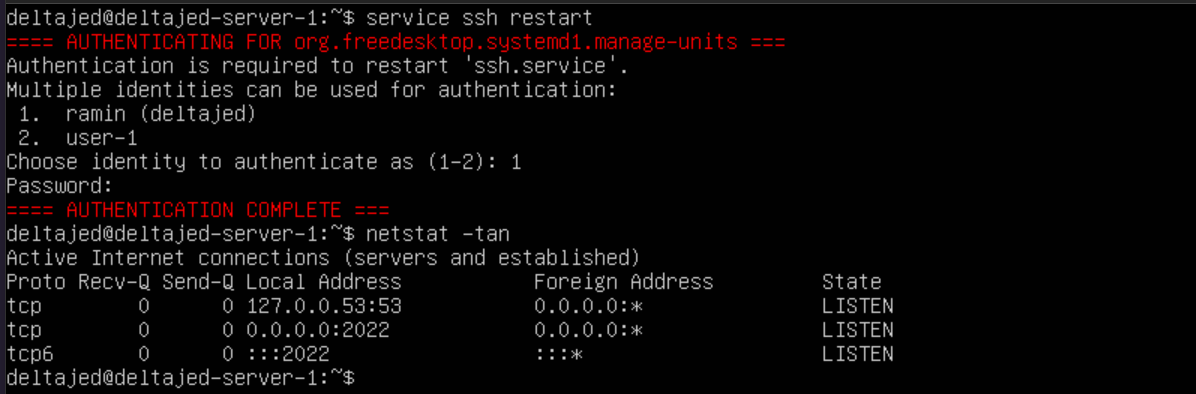 deltajed@deltajed-server-1:~$ service ssh restart
==== AUTHENTICATING FOR org.freedesktop.systemd1.manage-units ===
Authentication is required to restart 'ssh.service'.
Multiple identities can be used for authentication:
 1.  ramin (deltajed)
 2.  user-1
Choose identity to authenticate as (1-2): 1
Password:
==== AUTHENTICATION COMPLETE ===
deltajed@deltajed-server-1:~$ netstat -tan
Active Internet connections (servers and established)
Proto Recv-Q Send-Q Local Address           Foreign Address         State
tcp        0      0 127.0.0.53:53           0.0.0.0:*               LISTEN
tcp        0      0 0.0.0.0:2022            0.0.0.0:*               LISTEN
tcp6       0      0 :::2022                 :::*                    LISTEN
deltajed@deltajed-server-1:~$